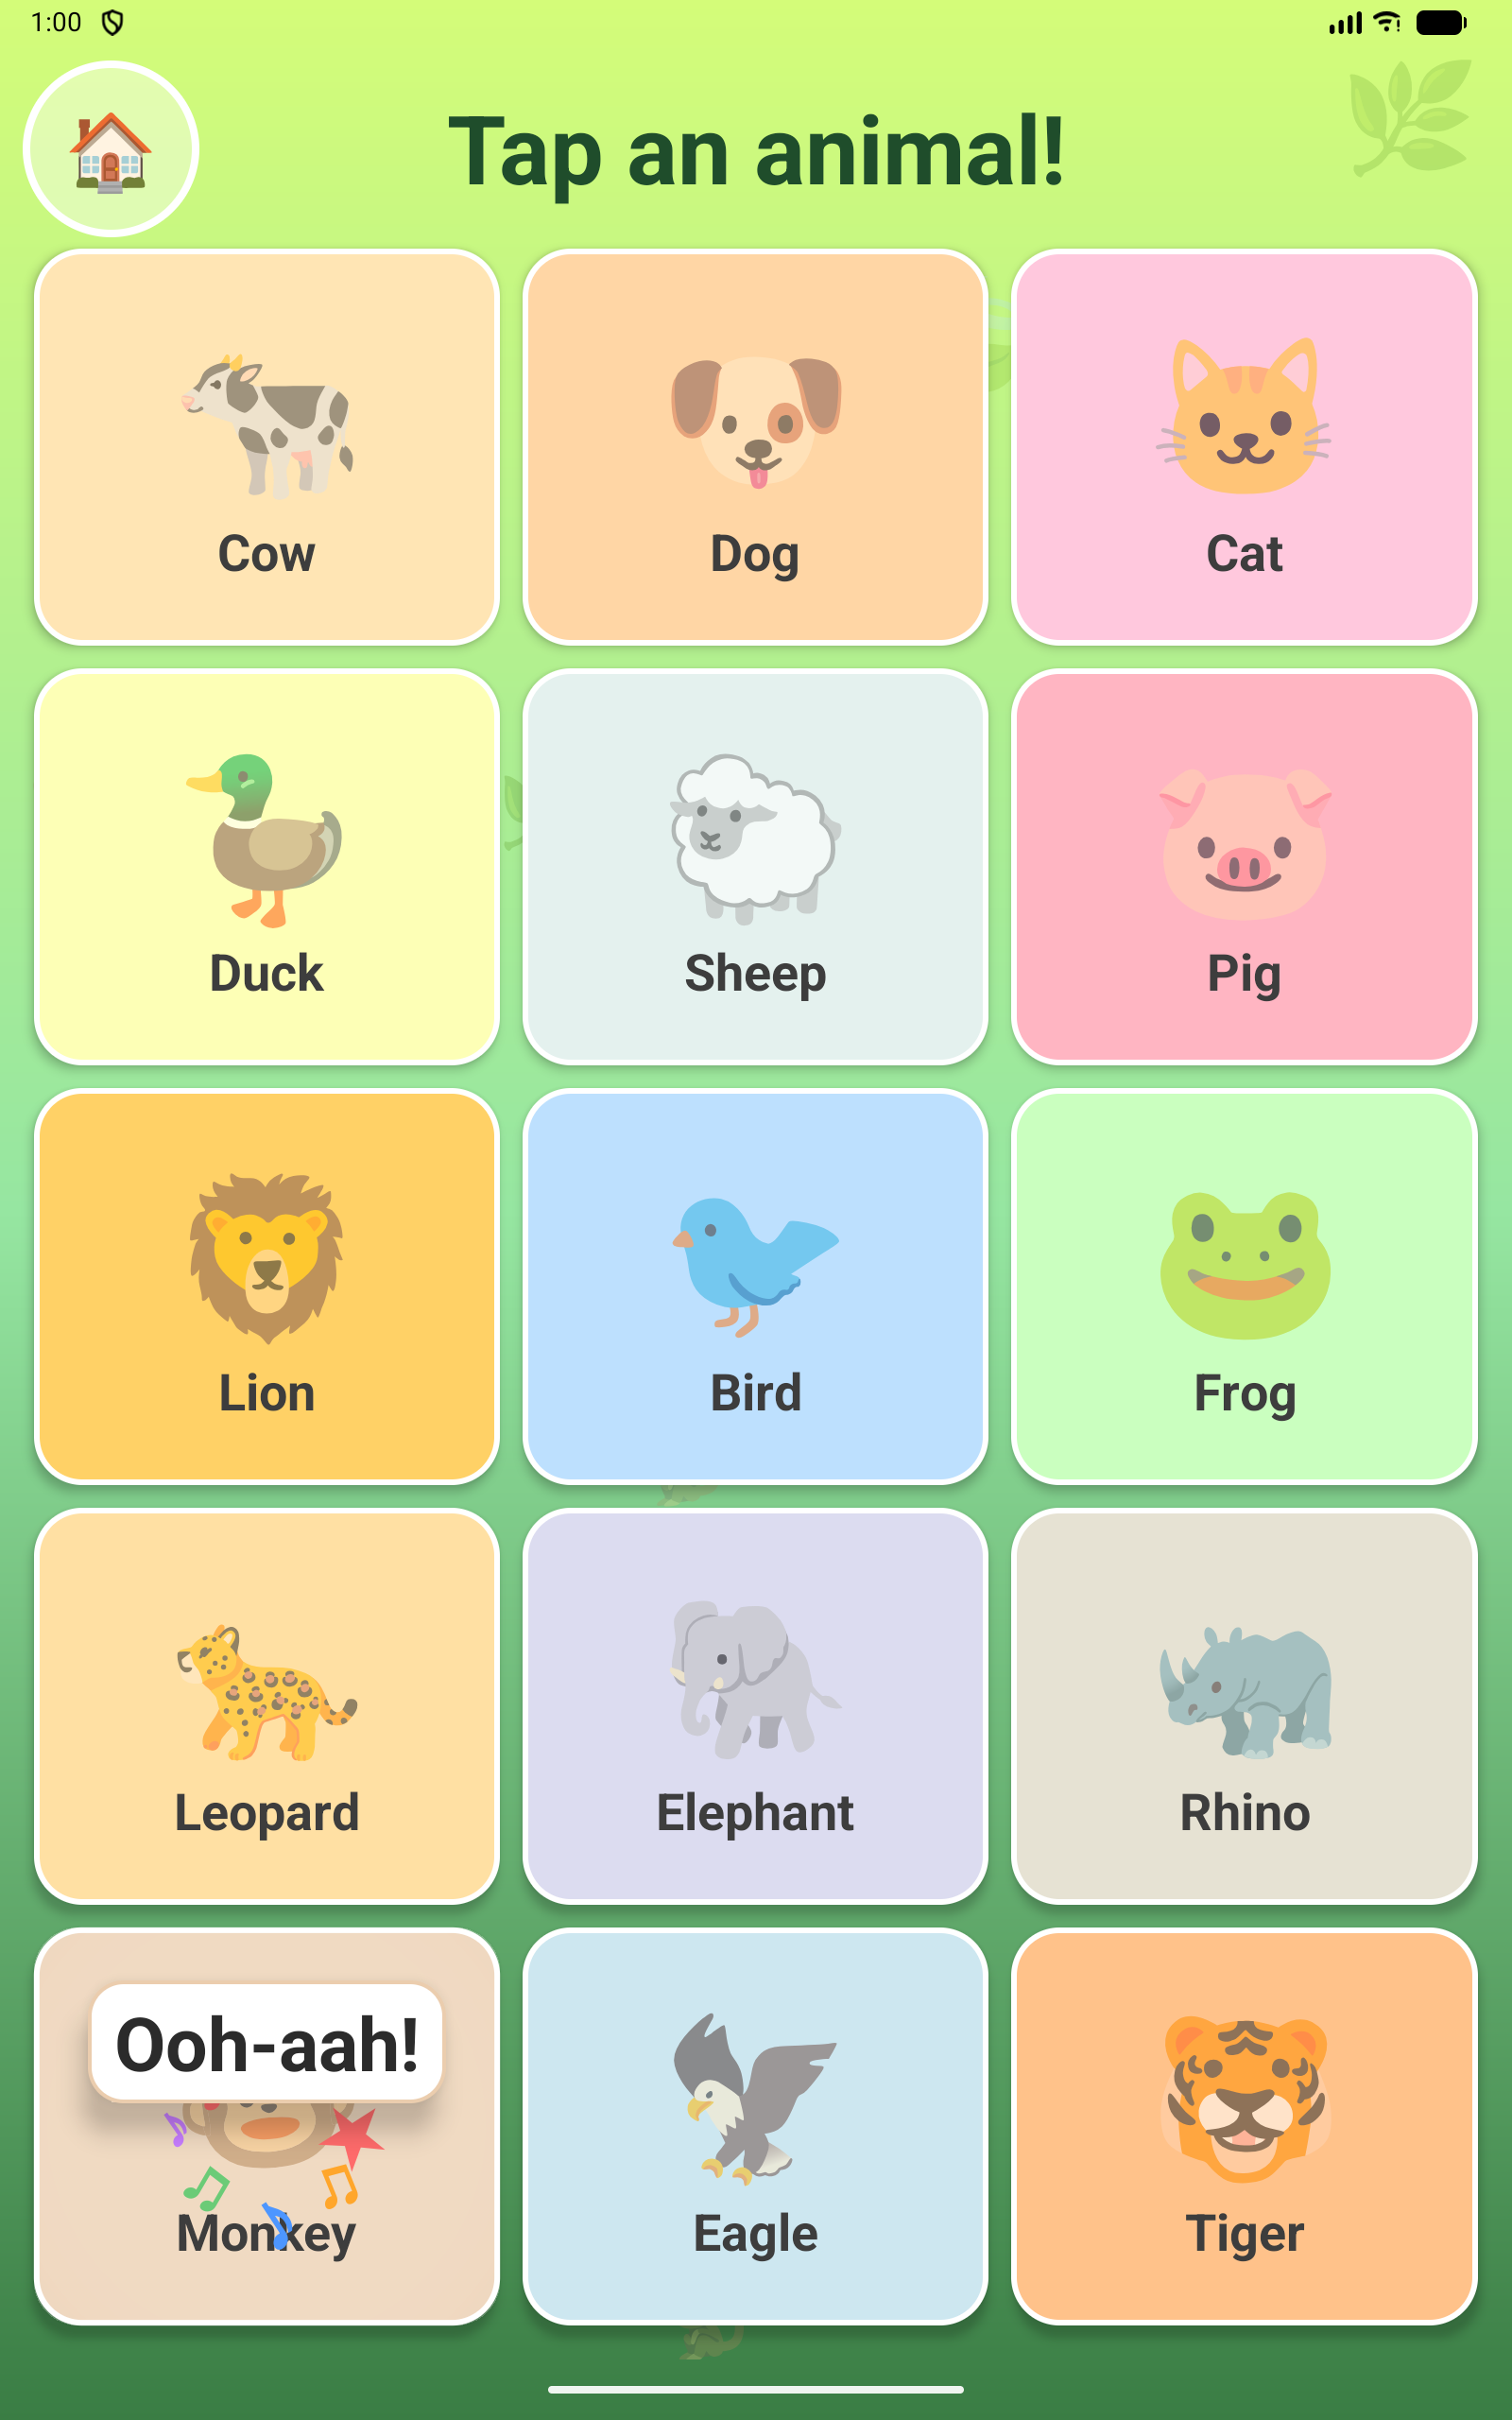 1:00
Tap an animal!
Cow
Dog
Cat
Duck
Sheep
Pig
Lion
Bird
Frog
Leopard
Elephant
Rhino
Ooh-aah!
Monkey
Eagle
Tiger